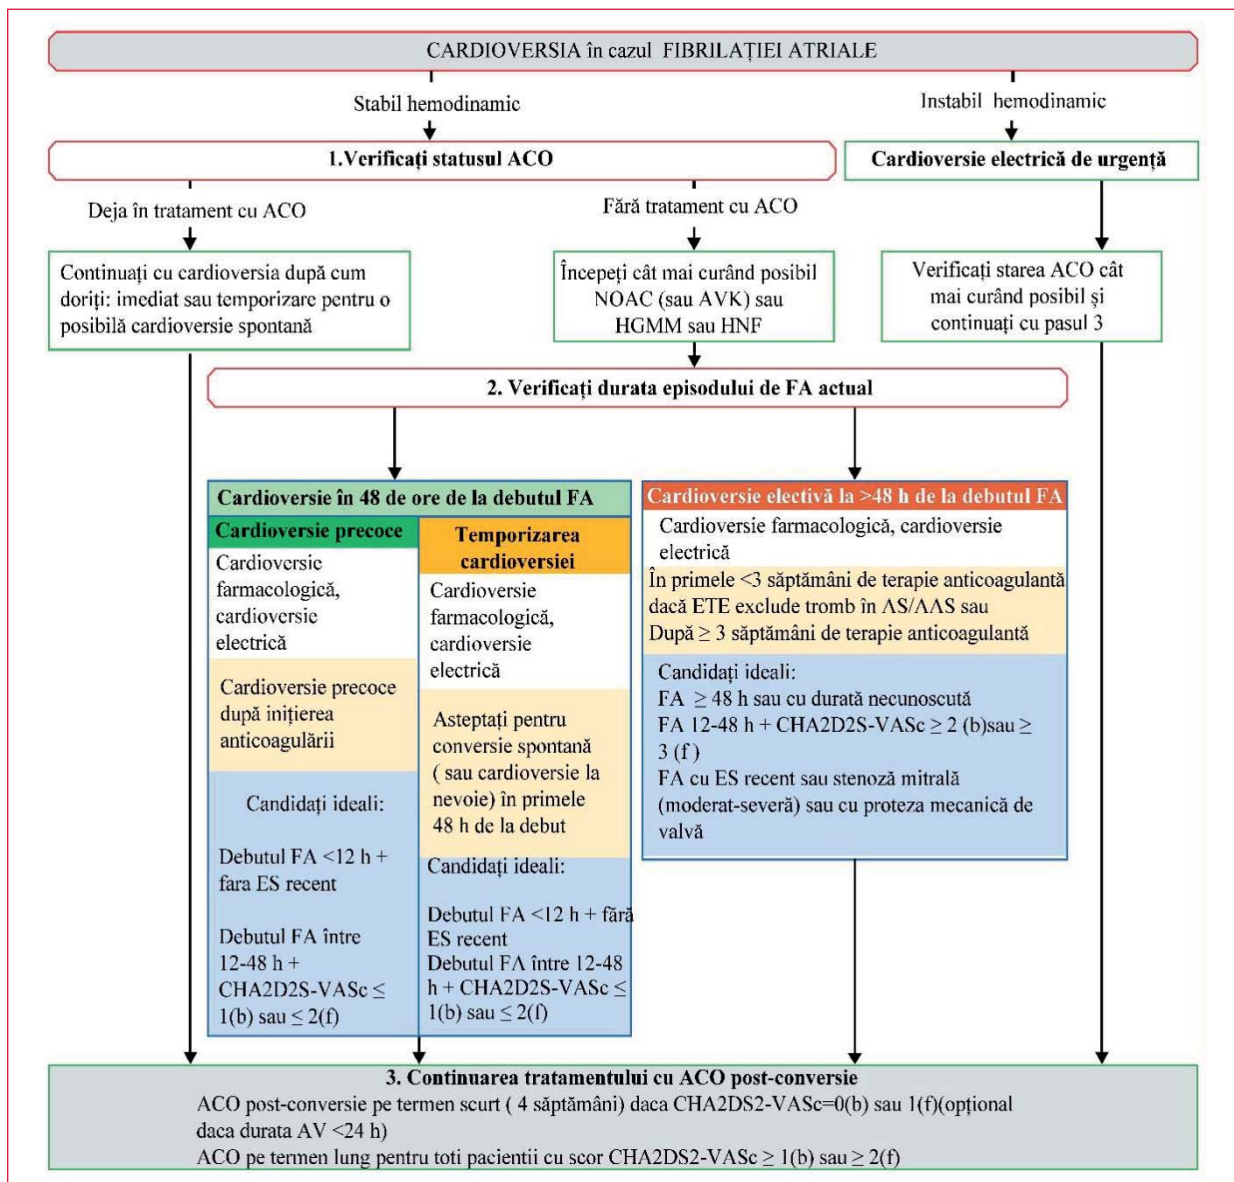 CARDIOVERSIA în cazul FIBRILAȚIEI ATRIALE
Stabil hemodinamic
Instabil hemodinamic
1.Verificați statusul ACO
Cardioversie electrică de urgență
Deja în tratament cu ACO
Fără tratament cu ACO
Continuați cu cardioversia după cum
doriți: imediat sau temporizare pentru o
posibilă cardioversie spontană
Începeți cât mai curând posibil
NOAC (sau AVK) sau
HGMM sau HNF
Verificați starea ACO cât
mai curând posibil și
continuați cu pasul 3
2. Verificați durata episodului de FA actual
Cardioversie în 48 de ore de la debutul FA
Cardioversie precoce
Cardioversie
farmacologică,
cardioversie
electrică
Cardioversie precoce
după inițierea
anticoagulării
Candidați ideali:
Debutul FA <12 h +
fara ES recent
Debutul FA între
12-48 h +
CHA2D2S-VASc ≤
1(b) sau ≤ 2(f)
Temporizarea
cardioversiei
Cardioversie
farmacologică,
cardioversie
electrică
Asteptați pentru
conversie spontană
( sau cardioversie la
nevoie) în primele
48 h de la debut
Candidați ideali:
Debutul FA <12 h + fără
ES recent
Debutul FA între 12-48
h + CHA2D2S-VASc ≤
1(b) sau ≤ 2(f)
Cardioversie electivă la >48 h de la debutul FA
Cardioversie farmacologică, cardioversie
electrică
În primele <3 săptămâni de terapie anticoagulantă
dacă ETE exclude tromb în AS/AAS sau
După ≥ 3 săptămâni de terapie anticoagulantă
Candidați ideali:
FA ≥ 48 h sau cu durată necunoscută
FA 12-48 h + CHA2D2S-VASc ≥ 2 (b)sau ≥
3 (f )
FA cu ES recent sau stenoză mitrală
(moderat-severă) sau cu proteza mecanică de
valvă
3. Continuarea tratamentului cu ACO post-conversie
ACO post-conversie pe termen scurt ( 4 săptămâni) daca CHA2DS2-VASc=0(b) sau 1(f)(opțional
daca durata AV <24 h)
ACO pe termen lung pentru toti pacientii cu scor CHA2DS2-VASc ≥ 1(b) sau ≥ 2(f)